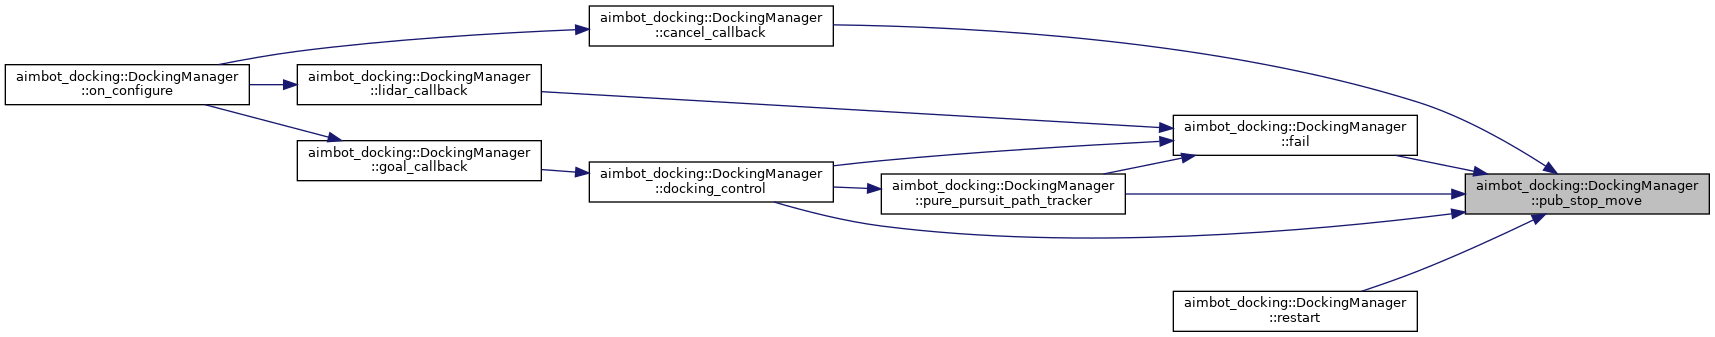 aimbot_docking::DockingManager
::cancel_callback
aimbot_docking::DockingManager
::on_configure
aimbot_docking::DockingManager
::lidar_callback
aimbot_docking::DockingManager
::fail
aimbot_docking::DockingManager
::goal_callback
aimbot_docking::DockingManager
::docking_control
aimbot_docking::DockingManager
::pure_pursuit_path_tracker
aimbot_docking::DockingManager
::pub_stop_move
aimbot_docking::DockingManager
::restart